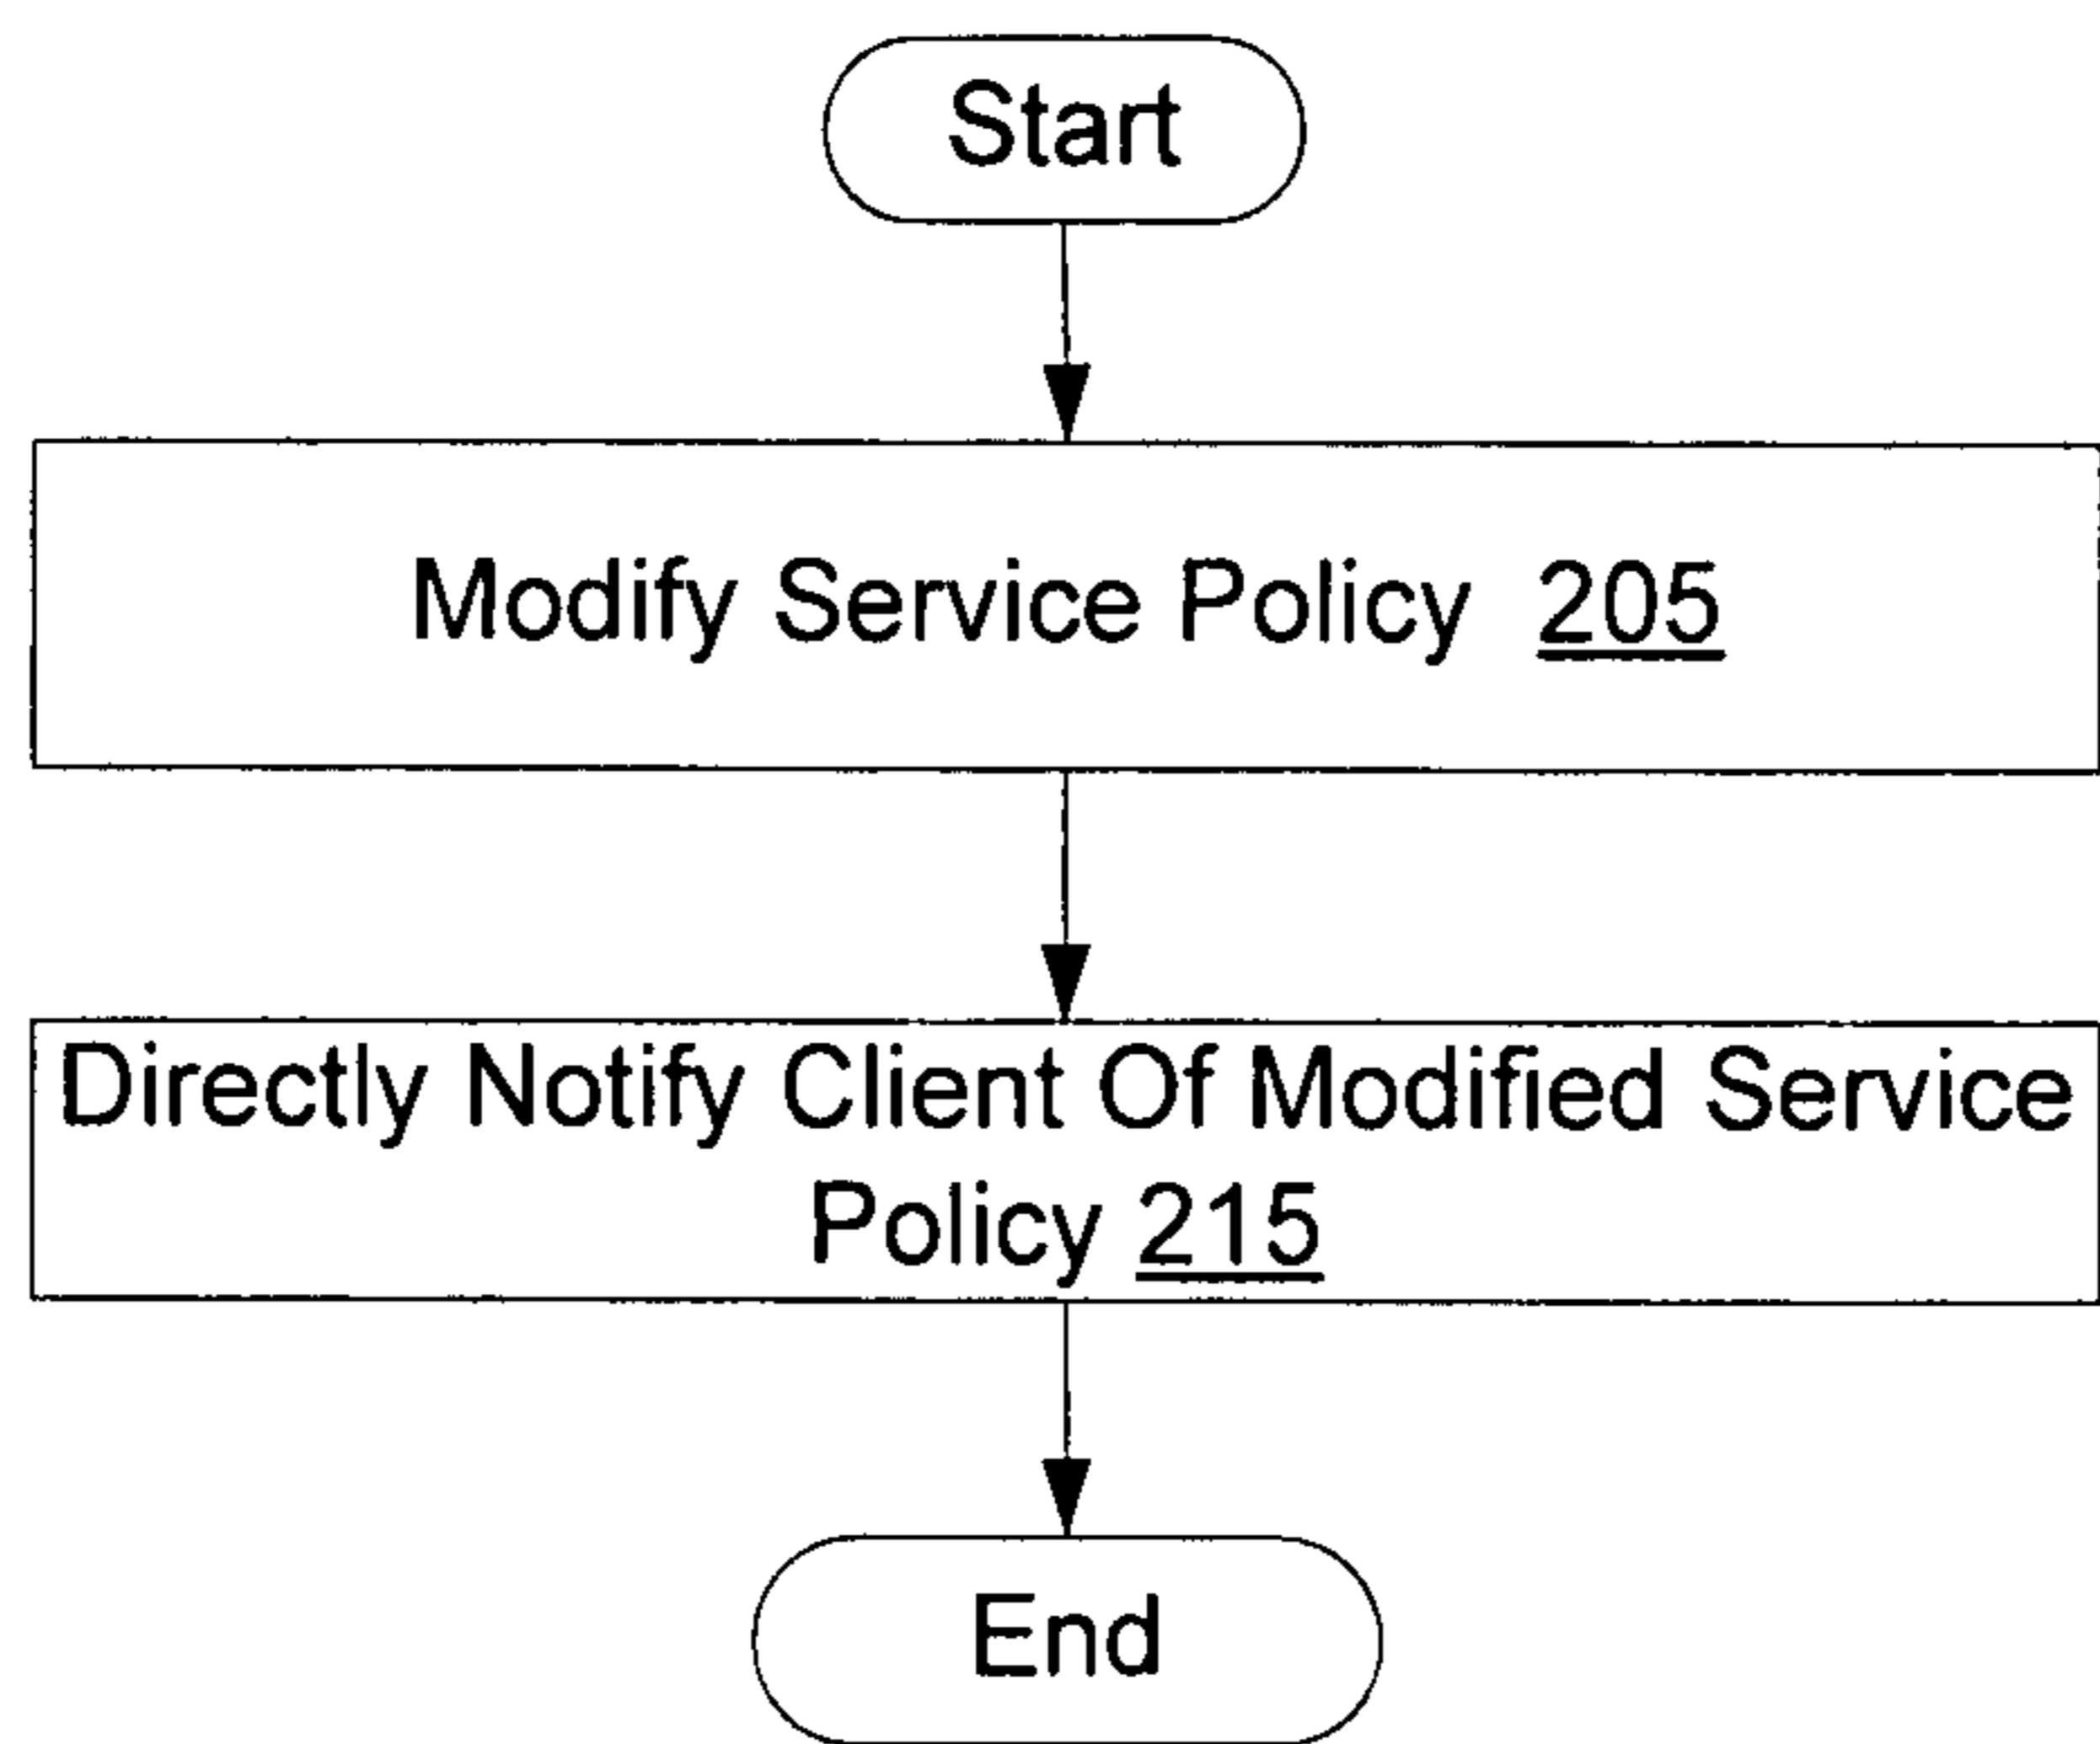 Start
Modify Service Policy 205
Directly Notify Client Of Modified Service
Policy 215
End